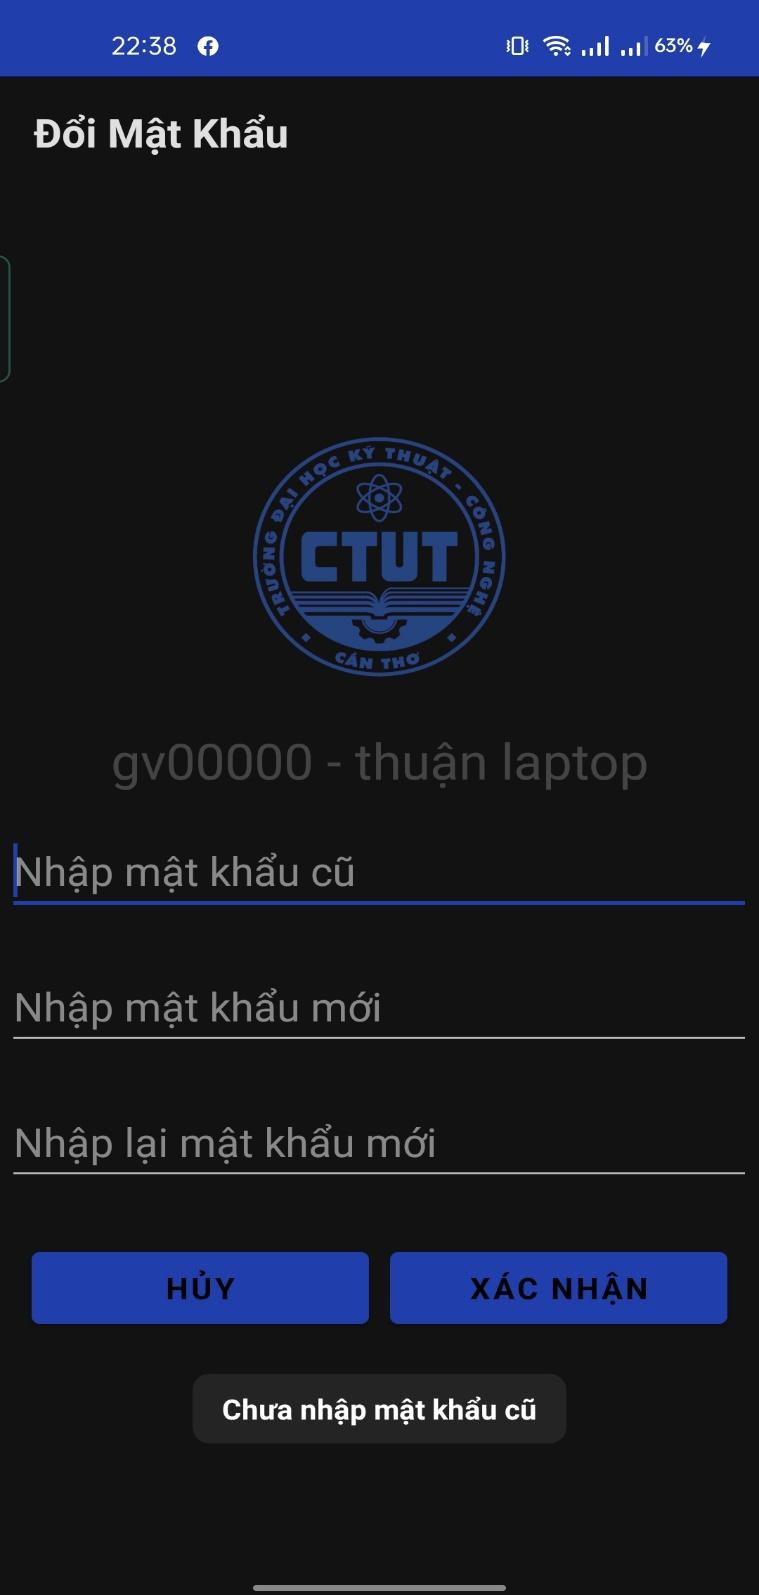 22:38
63%
Đổi Mật Khẩu
TRƯỜNG ĐẠI HỌC KỸ THUẬT - CÔNG NGHỆ
CTUT
CẦN THƠ
gv00000 - thuận laptop
Nhập mật khẩu cũ
Nhập mật khẩu mới
Nhập lại mật khẩu mới
HỦY
XÁC NHẬN
Chưa nhập mật khẩu cũ